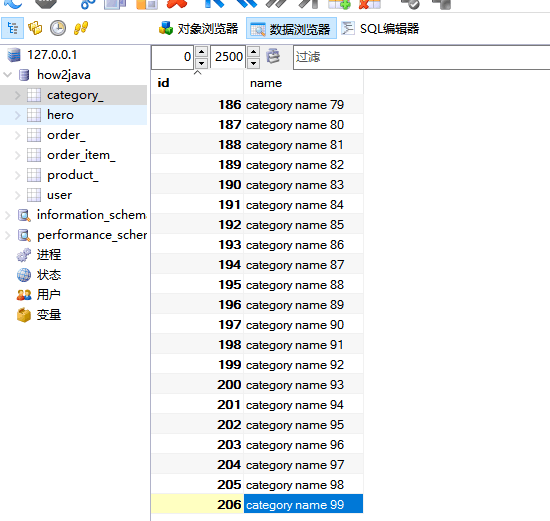 对象浏览器 数据浏览器 SQL编辑器
127.0.0.1
how2java
category_
hero
order_
order_item_
product_
user
information_schema
performance_scher
进程
状态
用户
变量
0 2500 过滤
id name
186 category name 79
187 category name 80
188 category name 81
189 category name 82
190 category name 83
191 category name 84
192 category name 85
193 category name 86
194 category name 87
195 category name 88
196 category name 89
197 category name 90
198 category name 91
199 category name 92
200 category name 93
201 category name 94
202 category name 95
203 category name 96
204 category name 97
205 category name 98
206 category name 99